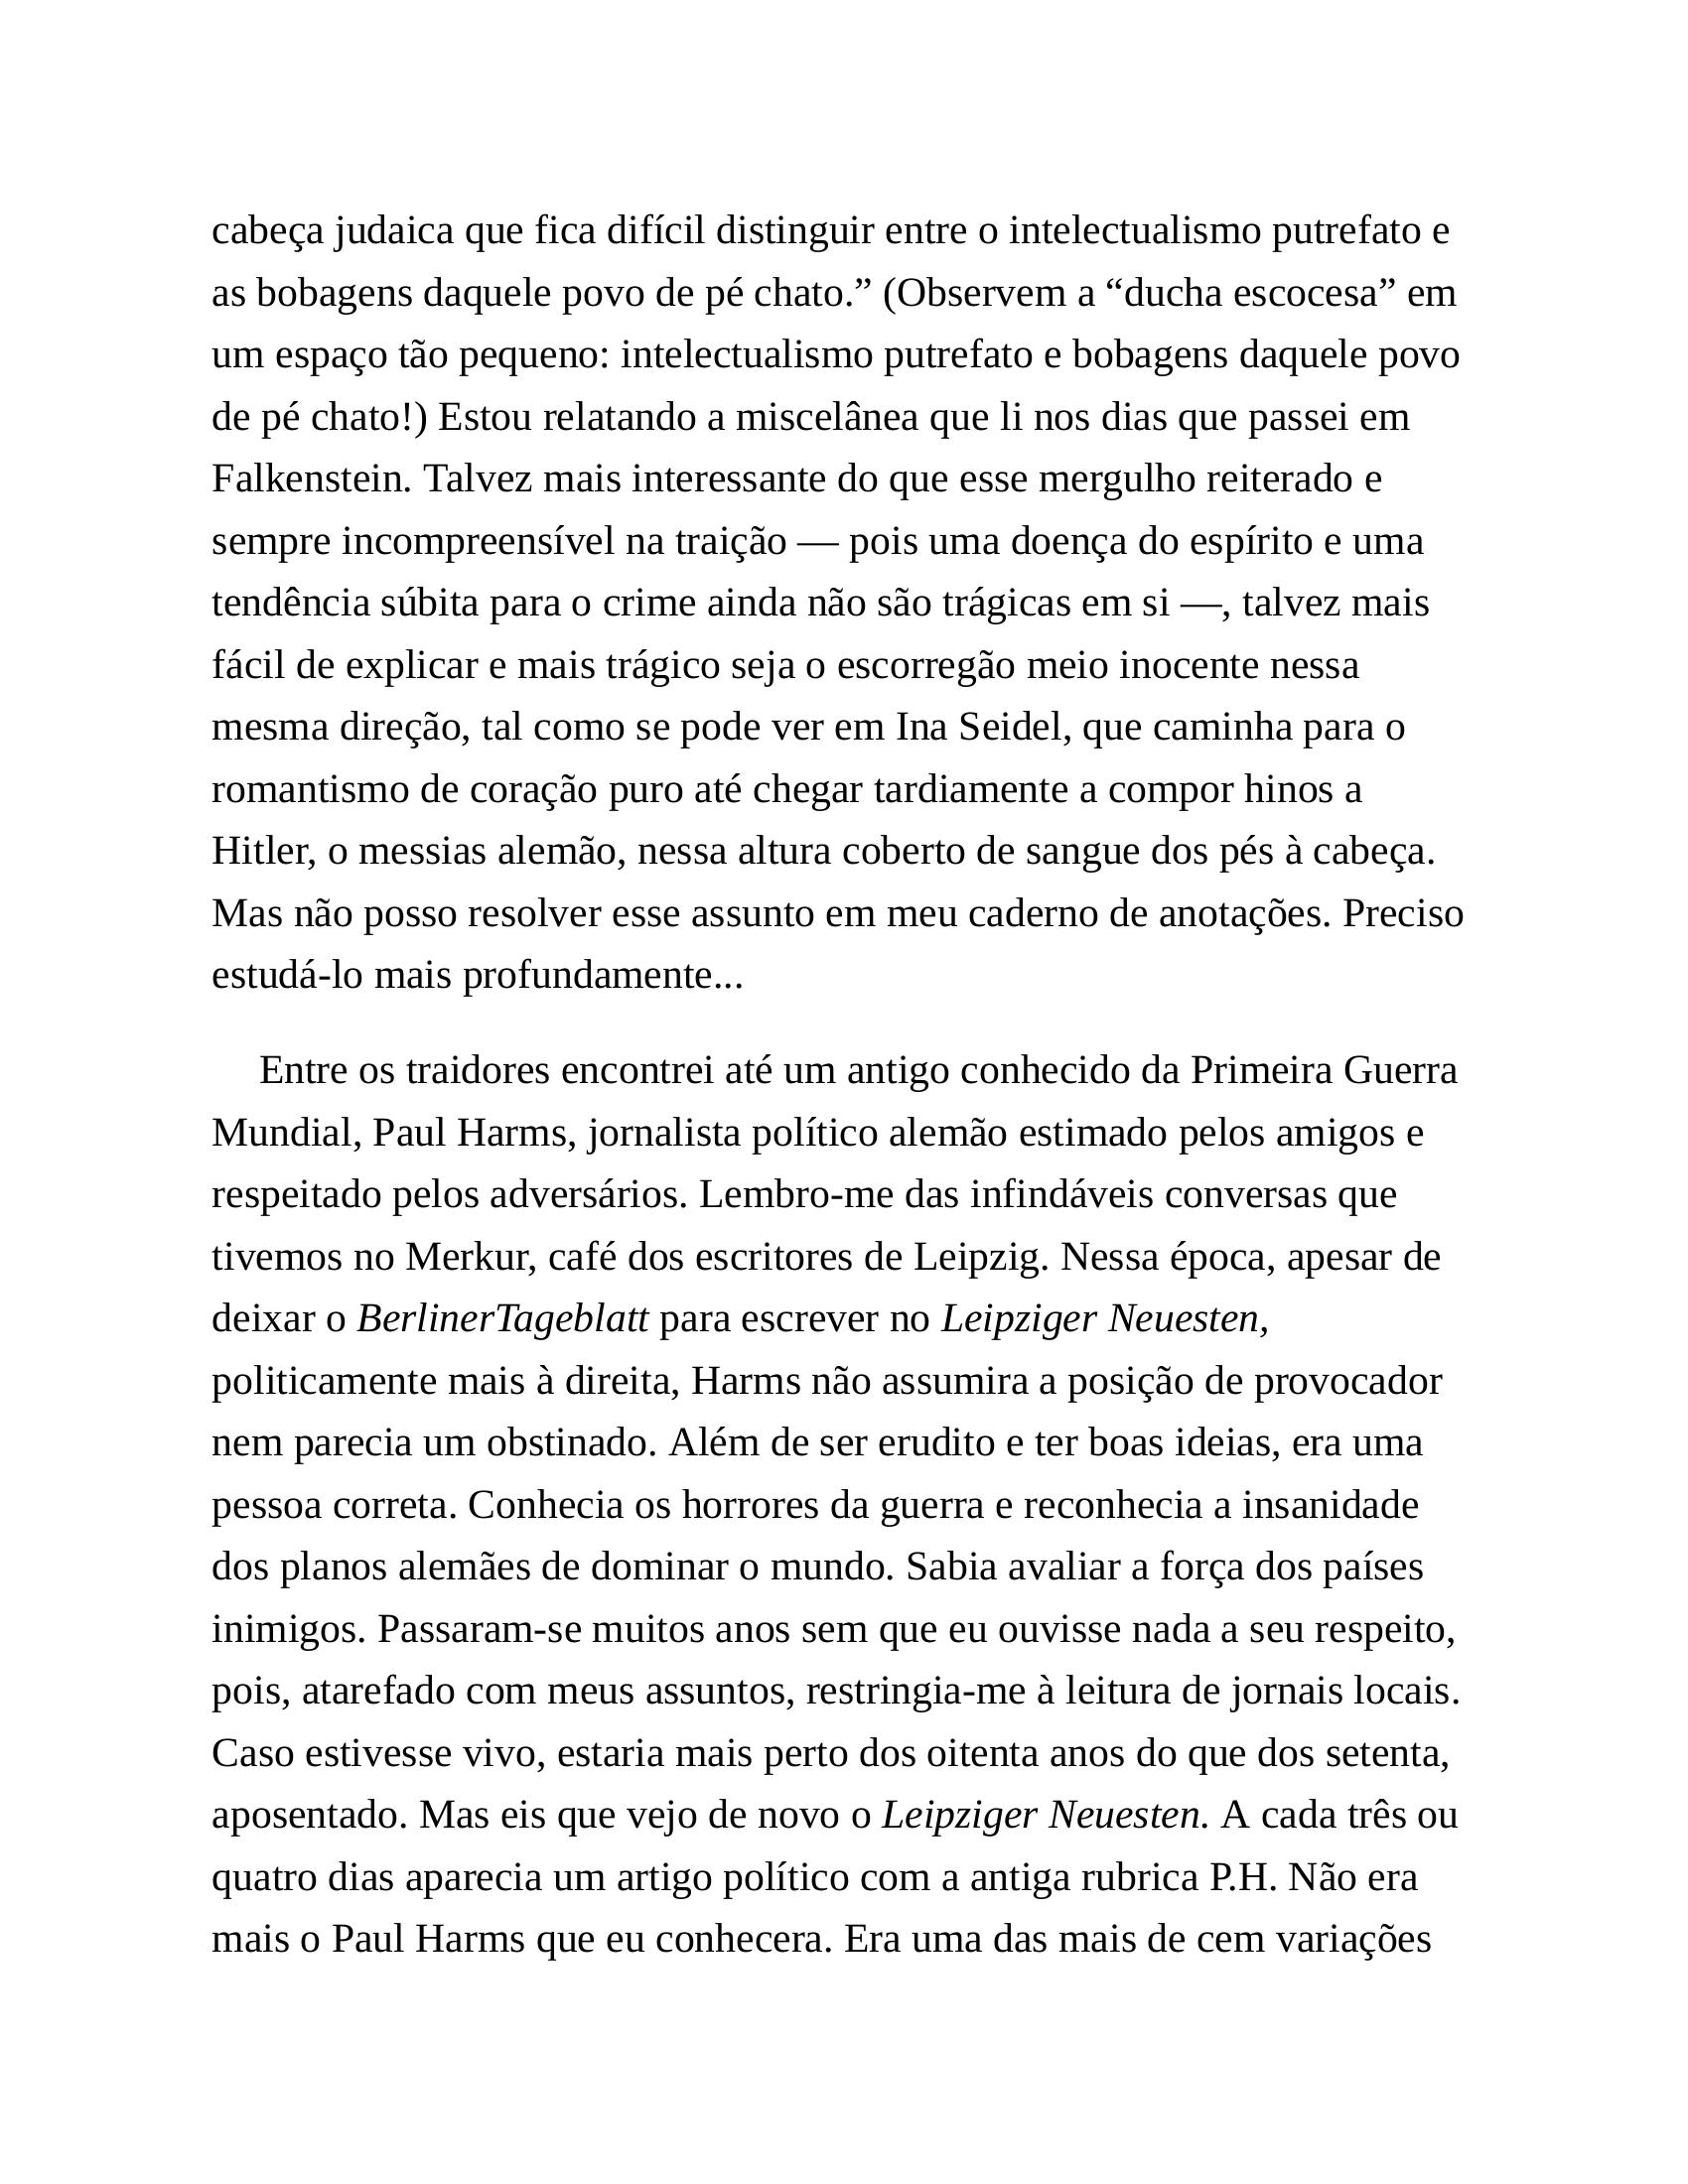 cabeça judaica que fica difícil distinguir entre o intelectualismo putrefato e
as bobagens daquele povo de pé chato.” (Observem a “ducha escocesa” em
um espaço tão pequeno: intelectualismo putrefato e bobagens daquele povo
de pé chato!) Estou relatando a miscelânea que li nos dias que passei em
Falkenstein. Talvez mais interessante do que esse mergulho reiterado e
sempre incompreensível na traição — pois uma doença do espírito e uma
tendência súbita para o crime ainda não são trágicas em si —, talvez mais
fácil de explicar e mais trágico seja o escorregão meio inocente nessa
mesma direção, tal como se pode ver em Ina Seidel, que caminha para o
romantismo de coração puro até chegar tardiamente a compor hinos a
Hitler, o messias alemão, nessa altura coberto de sangue dos pés à cabeça.
Mas não posso resolver esse assunto em meu caderno de anotações. Preciso
estudá-lo mais profundamente...
Entre os traidores encontrei até um antigo conhecido da Primeira Guerra
Mundial, Paul Harms, jornalista político alemão estimado pelos amigos e
respeitado pelos adversários. Lembro-me das infindáveis conversas que
tivemos no Merkur, café dos escritores de Leipzig. Nessa época, apesar de
deixar o BerlinerTageblatt para escrever no Leipziger Neuesten,
politicamente mais à direita, Harms não assumira a posição de provocador
nem parecia um obstinado. Além de ser erudito e ter boas ideias, era uma
pessoa correta. Conhecia os horrores da guerra e reconhecia a insanidade
dos planos alemães de dominar o mundo. Sabia avaliar a força dos países
inimigos. Passaram-se muitos anos sem que eu ouvisse nada a seu respeito,
pois, atarefado com meus assuntos, restringia-me à leitura de jornais locais.
Caso estivesse vivo, estaria mais perto dos oitenta anos do que dos setenta,
aposentado. Mas eis que vejo de novo o Leipziger Neuesten. A cada três ou
quatro dias aparecia um artigo político com a antiga rubrica P.H. Não era
mais o Paul Harms que eu conhecera. Era uma das mais de cem variações